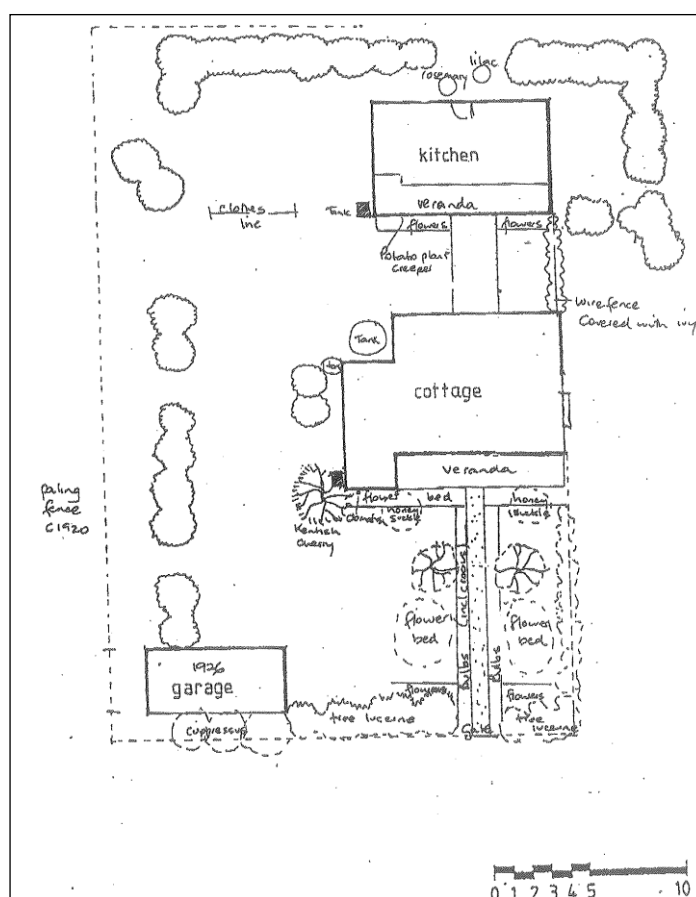 rosemary
lilac
kitchen
clothes
line
Tank
veranda
flowers
flowers
Potato plant
creeper
wire fence
Covered with ivy
Tank
cottage
veranda
paling
fence
C1920
flower bed
honey
suckle
honey
suckle
Clematis
Kentish
Cherry
flower
bed
flower
bed
Bulbs
Bulbs
flowers
flowers
1926
garage
cuppressus
tree lucerne
tree
lucerne
Gate
0 1 2 3 4 5 10